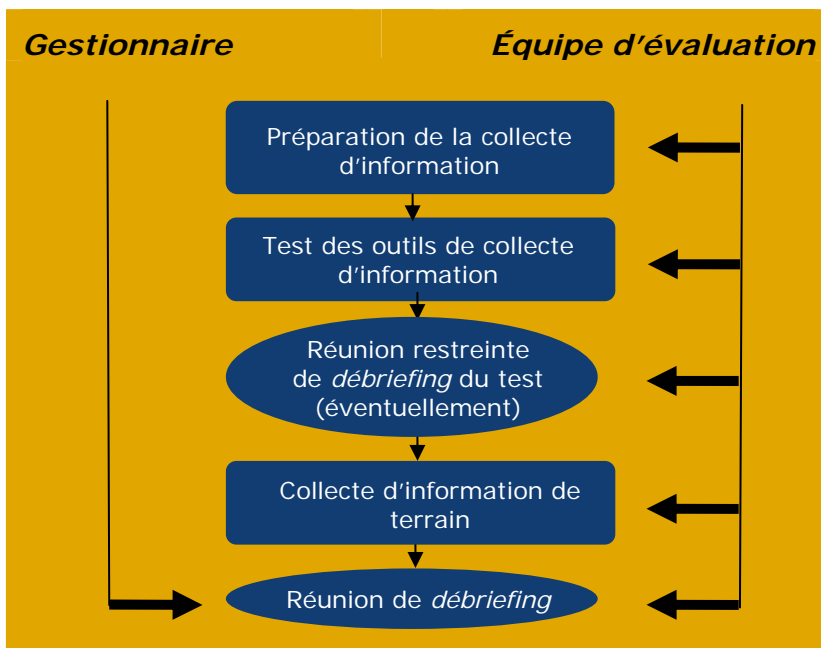 Gestionnaire
Équipe d'évaluation
Préparation de la collecte
d'information
Test des outils de collecte
d'information
Réunion restreinte
de débriefing du test
(éventuellement)
Collecte d'information de
terrain
Réunion de débriefing